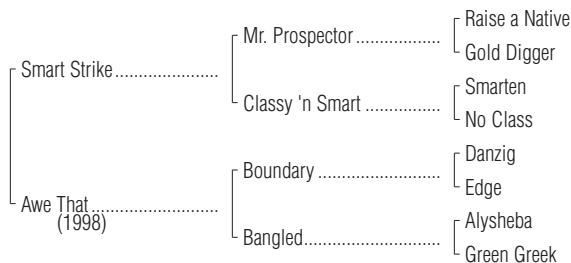 Raise a Native
Mr. Prospector ..................
Gold Digger
Smart Strike ......................
Smarten
Classy 'n Smart ................
No Class
Danzig
Boundary ..........................
Edge
Awe That ...........................
(1998)
Alysheba
Bangled.............................
Green Greek